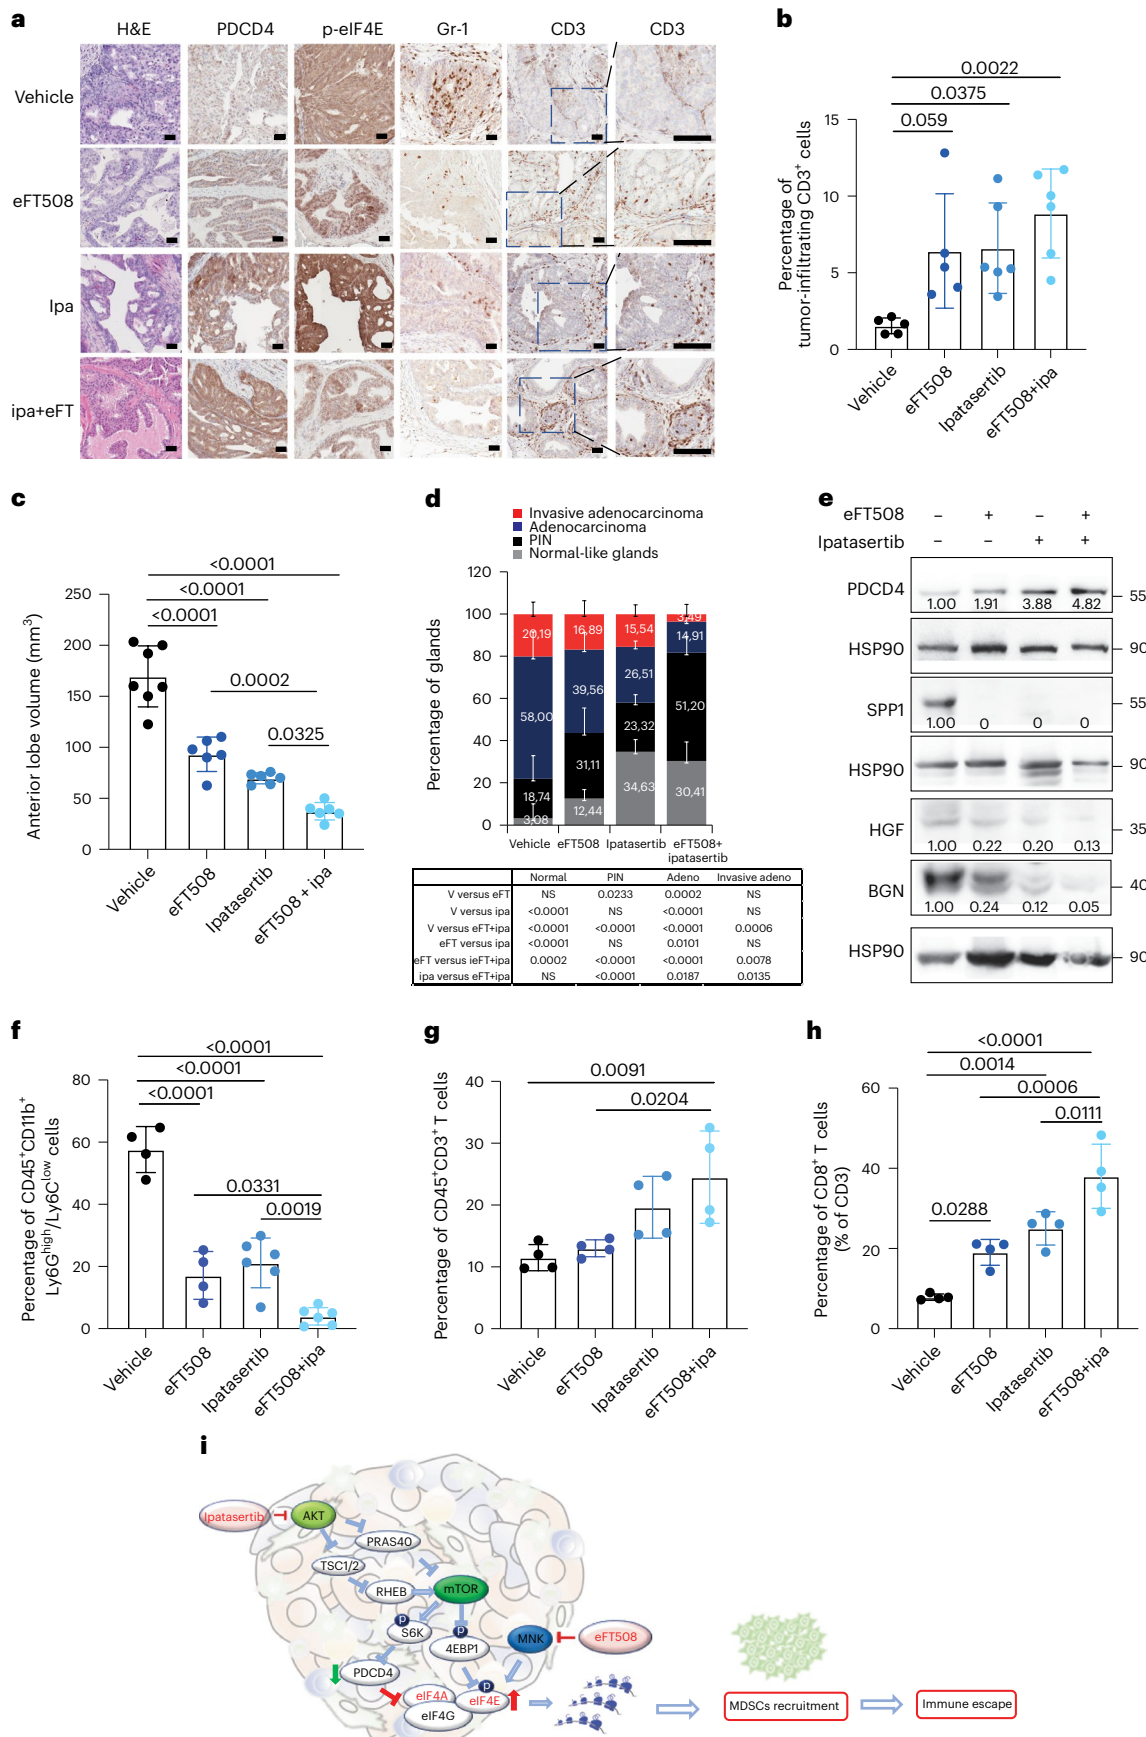 a
H&E PDCD4 p-eIF4E Gr-1 CD3 CD3
Vehicle
eFT508
Ipa
ipa+eFT
b
0.0022
0.0375
0.059
Percentage of
tumor-infiltrating CD3+ cells
15
10
5
0
Vehicle eFT508 Ipatasertib eFT508+ipa
c
<0.0001
<0.0001
<0.0001
0.0002
0.0325
Anterior lobe volume (mm3)
250
200
150
100
50
0
Vehicle eFT508 Ipatasertib eFT508 + ipa
d
Invasive adenocarcinoma
Adenocarcinoma
PIN
Normal-like glands
Percentage of glands
120
100
80
60
40
20
0
20,19 16,89 15,54 3,49
58,00 39,56 26,51 14,91
18,74 31,11 23,32 51,20
3,08 12,44 34,63 30,41
Vehicle eFT508 Ipatasertib eFT508+
ipatasertib
Normal PIN Adeno Invasive adeno
V versus eFT NS 0.0233 0.0002 NS
V versus ipa <0.0001 NS <0.0001 NS
V versus eFT+ipa <0.0001 <0.0001 <0.0001 0.0006
eFT versus ipa <0.0001 NS 0.0101 NS
eFT versus ieFT+ipa 0.0002 <0.0001 <0.0001 0.0078
ipa versus eFT+ipa NS <0.0001 0.0187 0.0135
e
eFT508 – + – +
Ipatasertib – – + +
PDCD4 55
1.00 1.91 3.88 4.82
HSP90 90
SPP1 55
1.00 0 0 0
HSP90 90
HGF 35
1.00 0.22 0.20 0.13
BGN 40
1.00 0.24 0.12 0.05
HSP90 90
f
<0.0001
<0.0001
<0.0001
0.0331
0.0019
Percentage of CD45+CD11b+
Ly6Ghigh/Ly6Clow cells
80
60
40
20
0
Vehicle eFT508 Ipatasertib eFT508+ipa
g
0.0091
0.0204
Percentage of CD45+CD3+ T cells
40
30
20
10
0
Vehicle eFT508 Ipatasertib eFT508+ipa
h
<0.0001
0.0014
0.0006
0.0111
0.0288
Percentage of CD8+ T cells
(% of CD3)
60
40
20
0
Vehicle eFT508 Ipatasertib eFT508+ipa
i
Ipatasertib AKT
PRAS40
TSC1/2
RHEB mTOR
P P
S6K
4EBP1 MNK eFT508
PDCD4
P
eIF4A eIF4E
eIF4G
MDSCs recruitment Immune escape